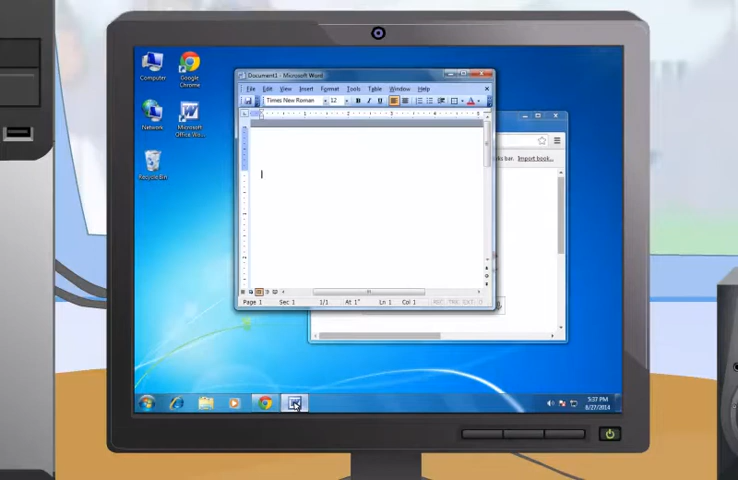 Computer
Google
Chrome
Network
Microsoft
Office Wo...
Recycle Bin
Document1 - Microsoft Word
File Edit View Insert Format Tools Table Window Help
Times New Roman 12 B I U
Import book...
Page 1 Sec 1 1/1 At 1" Ln 1 Col 1
5:37 PM
8/27/2014